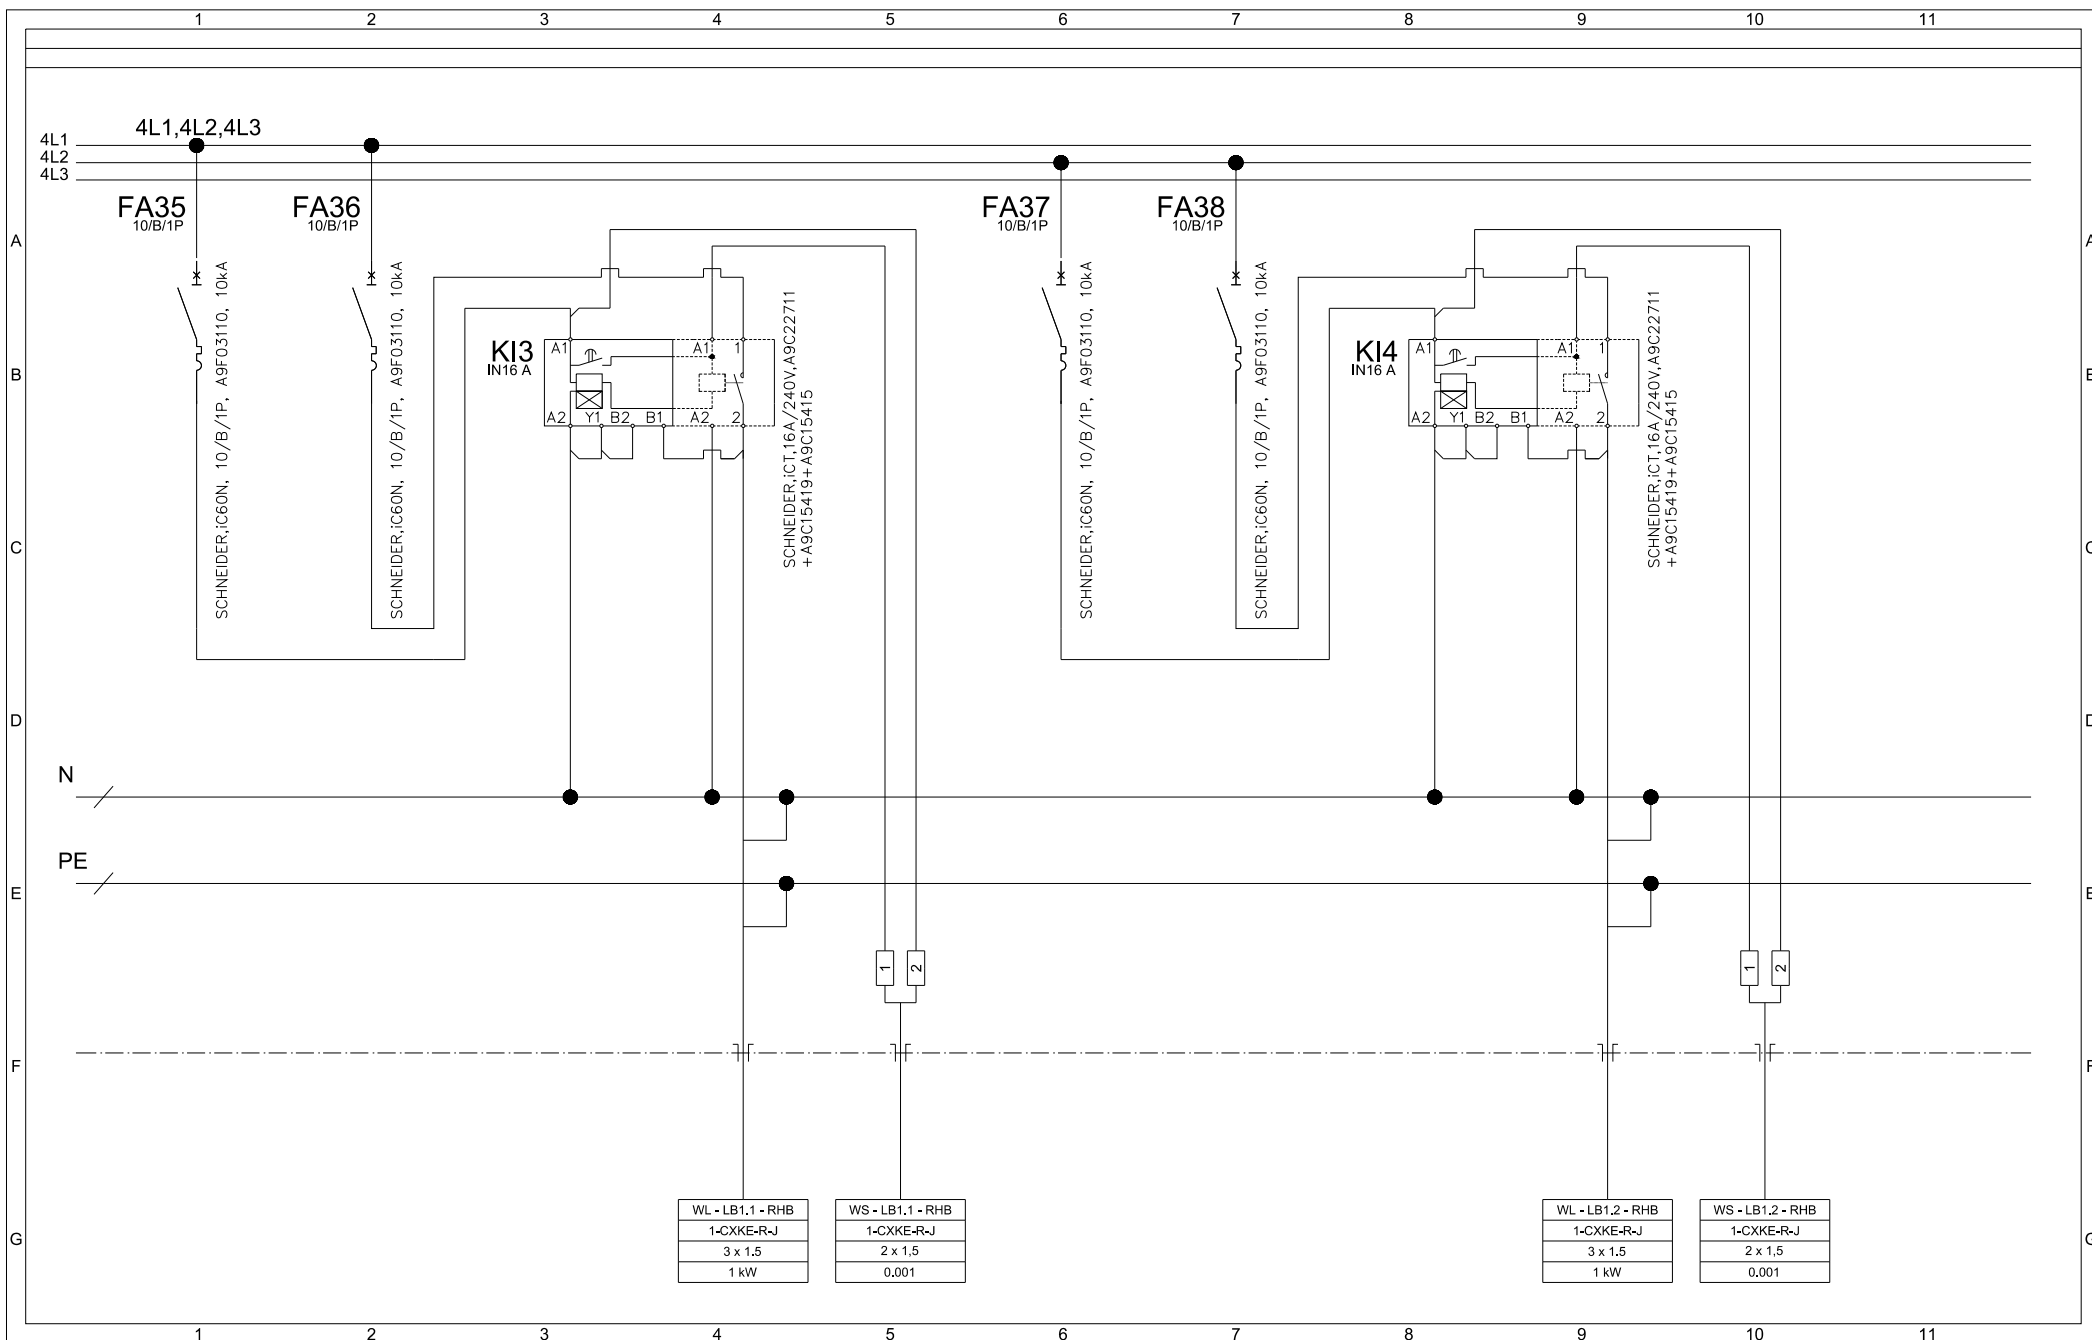 1 2 3 4 5 6 7 8 9 10 11
4L1,4L2,4L3
4L1
4L2
4L3
FA35
10/B/1P
FA36
10/B/1P
FA37
10/B/1P
FA38
10/B/1P
A
A
SCHNEIDER,iC60N, 10/B/1P, A9F03110, 10kA
SCHNEIDER,iC60N, 10/B/1P, A9F03110, 10kA
KI3
IN16 A
A1 A1 1
A2 Y1 B2 B1 A2 2
SCHNEIDER,iCT,16A/240V,A9C22711
+A9C15419+A9C15415
SCHNEIDER,iC60N, 10/B/1P, A9F03110, 10kA
SCHNEIDER,iC60N, 10/B/1P, A9F03110, 10kA
KI4
IN16 A
A1 A1 1
A2 Y1 B2 B1 A2 2
SCHNEIDER,iCT,16A/240V,A9C22711
+A9C15419+A9C15415
B
B
C
C
D
D
N
PE
E
E
1 2
1 2
F
F
WL - LB1.1 - RHB
1-CXKE-R-J
3 x 1.5
1 kW
WS - LB1.1 - RHB
1-CXKE-R-J
2 x 1,5
0.001
WL - LB1.2 - RHB
1-CXKE-R-J
3 x 1.5
1 kW
WS - LB1.2 - RHB
1-CXKE-R-J
2 x 1,5
0.001
G
G
1 2 3 4 5 6 7 8 9 10 11